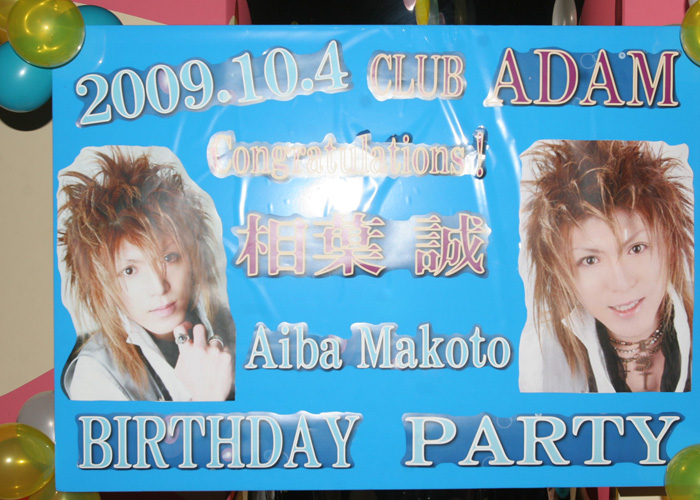 2009.10.4 CLUB ADAM
Congratulations!
相葉 誠
Aiba Makoto
BIRTHDAY PARTY